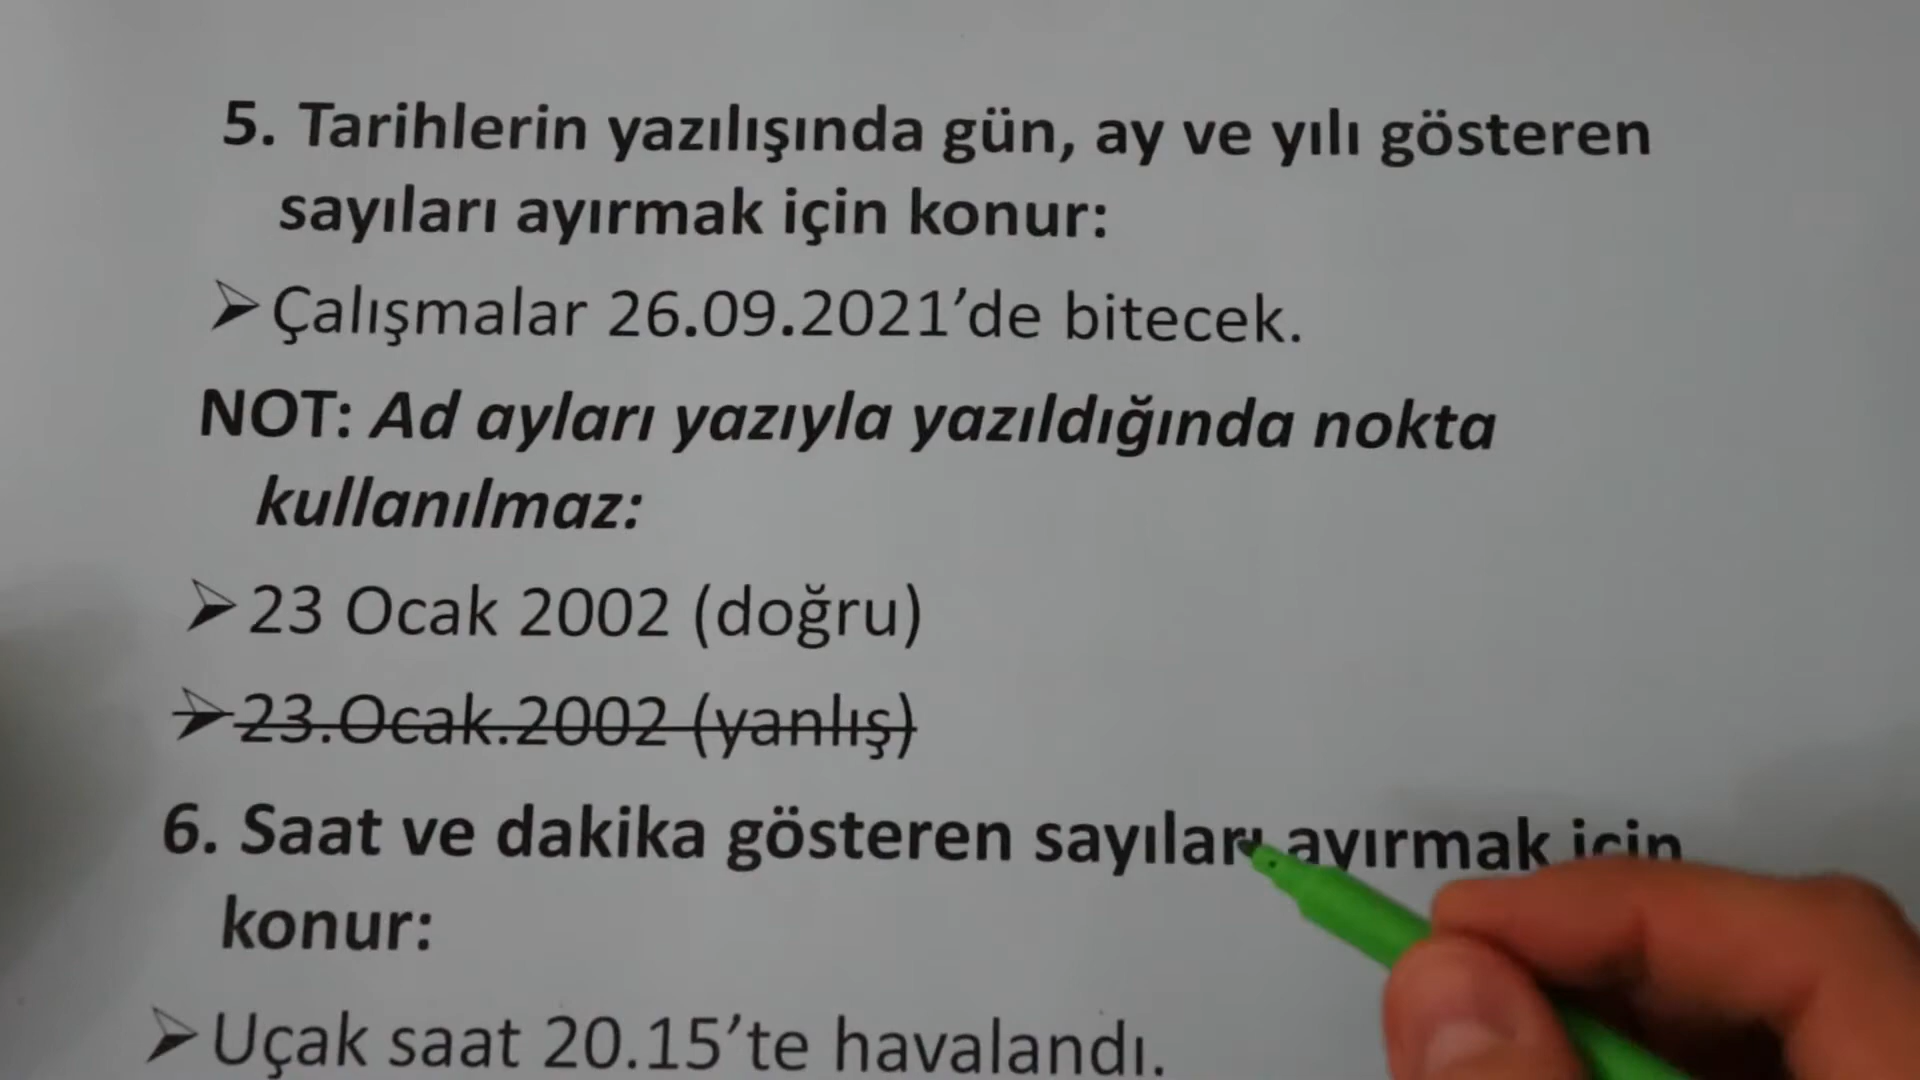 5. Tarihlerin yazılışında gün, ay ve yılı gösteren
sayıları ayırmak için konur:
➢Çalışmalar 26.09.2021’de bitecek.
NOT: Ad ayları yazıyla yazıldığında nokta
kullanılmaz:
➢23 Ocak 2002 (doğru)
➢23.Ocak.2002 (yanlış)
6. Saat ve dakika gösteren sayıları ayırmak için
konur:
➢Uçak saat 20.15’te havalandı.